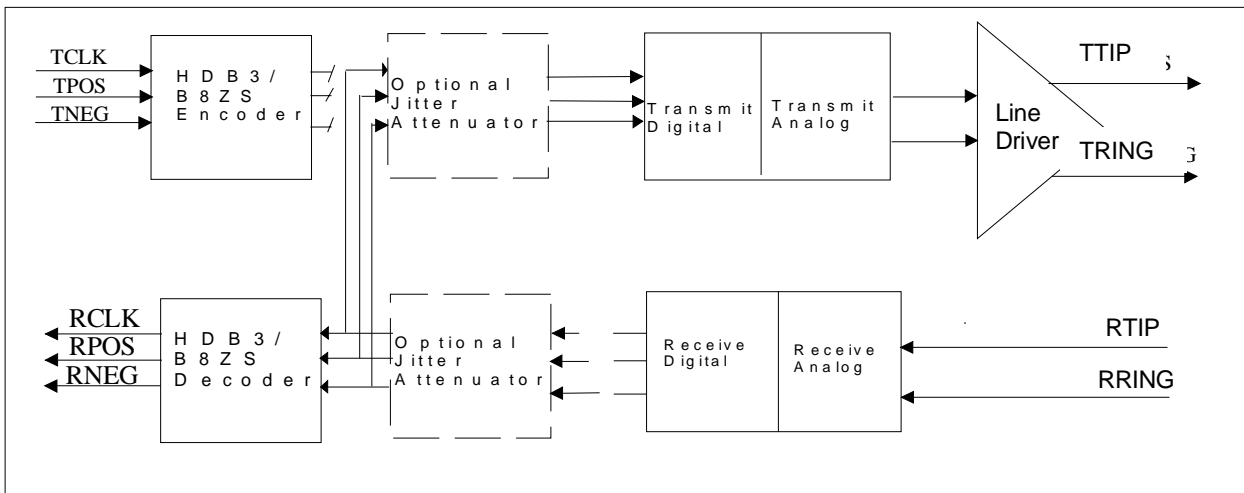 TCLK
TPOS
TNEG
HDB3/
B8ZS
Encoder
Optional
Jitter
Attenuator
Transmit
Digital
Transmit
Analog
Line
Driver
TTIP
S
TRING
G
RCLK
RPOS
RNEG
HDB3/
B8ZS
Decoder
Optional
Jitter
Attenuator
Receive
Digital
Receive
Analog
RTIP
RRING